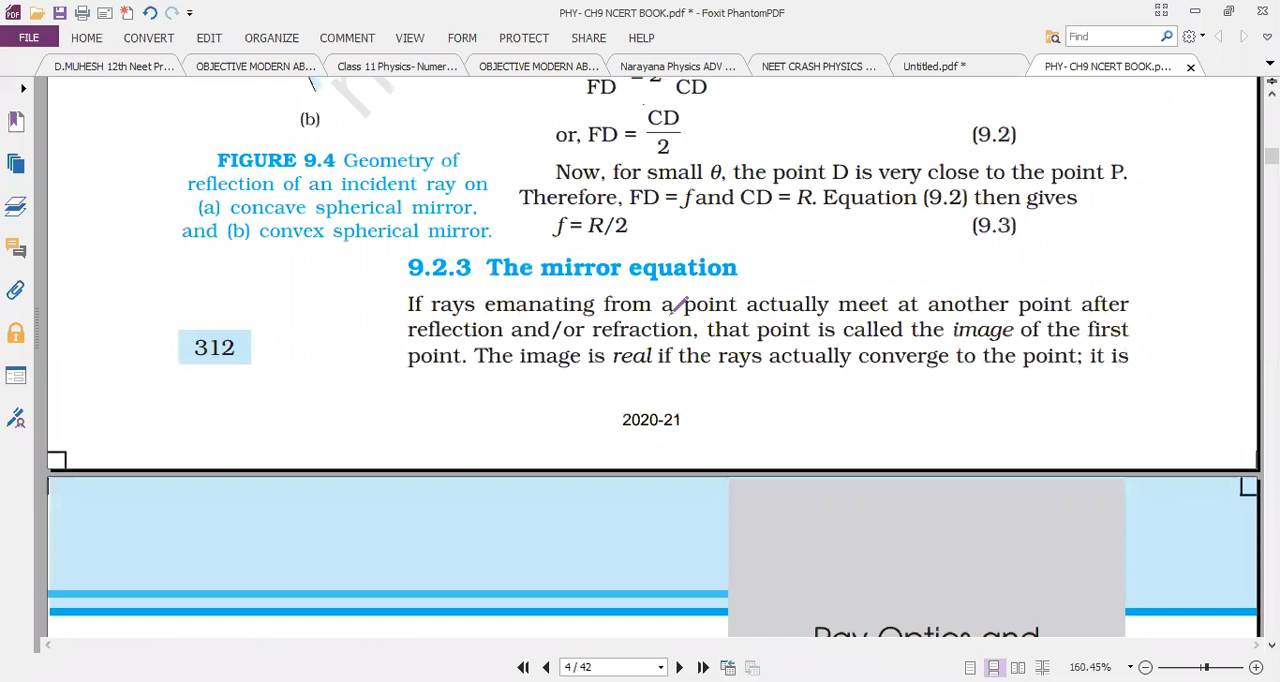 PHY- CH9 NCERT BOOK.pdf * - Foxit PhantomPDF
FILE HOME CONVERT EDIT ORGANIZE COMMENT VIEW FORM PROTECT SHARE HELP Find
D.MUHESH 12th Neet Pr... OBJECTIVE MODERN AB... Class 11 Physics- Numer... OBJECTIVE MODERN AB... Narayana Physics ADV ... NEET CRASH PHYSICS ... Untitled.pdf * PHY- CH9 NCERT BOOK.p...
FD CD
(b)
or, FD = CD/2 (9.2)
FIGURE 9.4 Geometry of
reflection of an incident ray on
(a) concave spherical mirror,
and (b) convex spherical mirror.
Now, for small θ, the point D is very close to the point P.
Therefore, FD = f and CD = R. Equation (9.2) then gives
f = R/2 (9.3)
9.2.3 The mirror equation
If rays emanating from a point actually meet at another point after
reflection and/or refraction, that point is called the image of the first
point. The image is real if the rays actually converge to the point; it is
312
2020-21
Ray Optics and
4 / 42
160.45%